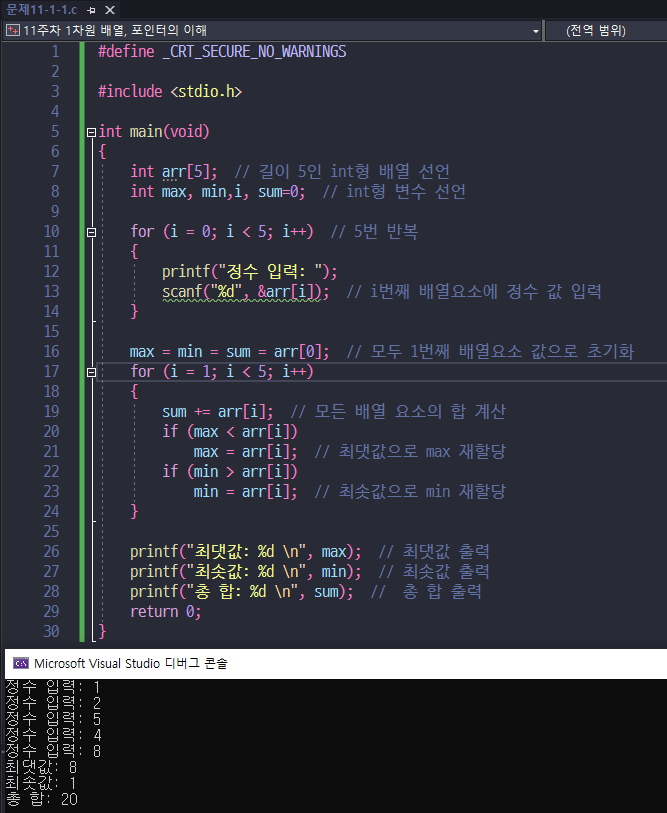 문제11-1-1.c
11주차 1차원 배열, 포인터의 이해 (전역 범위)
1 #define _CRT_SECURE_NO_WARNINGS
2
3 #include <stdio.h>
4
5 int main(void)
6 {
7 int arr[5];  // 길이 5인 int형 배열 선언
8 int max, min,i, sum=0;  // int형 변수 선언
9
10 for (i = 0; i < 5; i++)  // 5번 반복
11 {
12 printf("정수 입력: ");
13 scanf("%d", &arr[i]);  // i번째 배열요소에 정수 값 입력
14 }
15
16 max = min = sum = arr[0];  // 모두 1번째 배열요소 값으로 초기화
17 for (i = 1; i < 5; i++)
18 {
19 sum += arr[i];  // 모든 배열 요소의 합 계산
20 if (max < arr[i])
21 max = arr[i];  // 최댓값으로 max 재할당
22 if (min > arr[i])
23 min = arr[i];  // 최솟값으로 min 재할당
24 }
25
26 printf("최댓값: %d \n", max);  // 최댓값 출력
27 printf("최솟값: %d \n", min);  // 최솟값 출력
28 printf("총 합: %d \n", sum);  //  총 합 출력
29 return 0;
30 }
Microsoft Visual Studio 디버그 콘솔
정수 입력: 1
정수 입력: 2
정수 입력: 5
정수 입력: 4
정수 입력: 8
최댓값: 8
최솟값: 1
총 합: 20